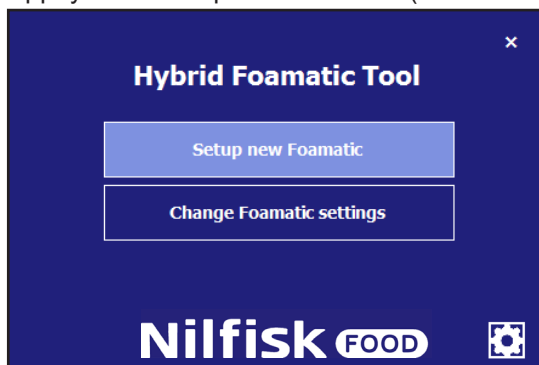 ×
Hybrid Foamatic Tool
Setup new Foamatic
Change Foamatic settings
Nilfisk FOOD